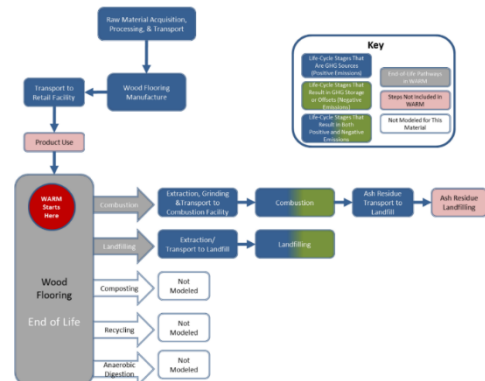 Raw Material Acquisition,
Processing, & Transport
Transport to
Retail Facility
Wood Flooring
Manufacture
Product Use
Key
Life-Cycle Stages That
Are GHG Sources
(Positive Emissions)
End of Life Pathways
in WARM
Life-Cycle Stages That
Result in GHG Storage
or Offsets (Negative
Emissions)
Steps Not Included in
WARM
Life-Cycle Stages That
Result in Both
Positive and Negative
Emissions
Not Modeled for This
Material
WARM
Starts
Here
Wood
Flooring
End of Life
Combustion
Extraction, Grinding
&Transport to
Combustion Facility
Combustion
Ash Residue
Transport to
Landfill
Ash Residue
Landfilling
Landfilling
Extraction/
Transport to Landfill
Landfilling
Composting
Not
Modeled
Recycling
Not
Modeled
Anaerobic
Digestion
Not
Modeled